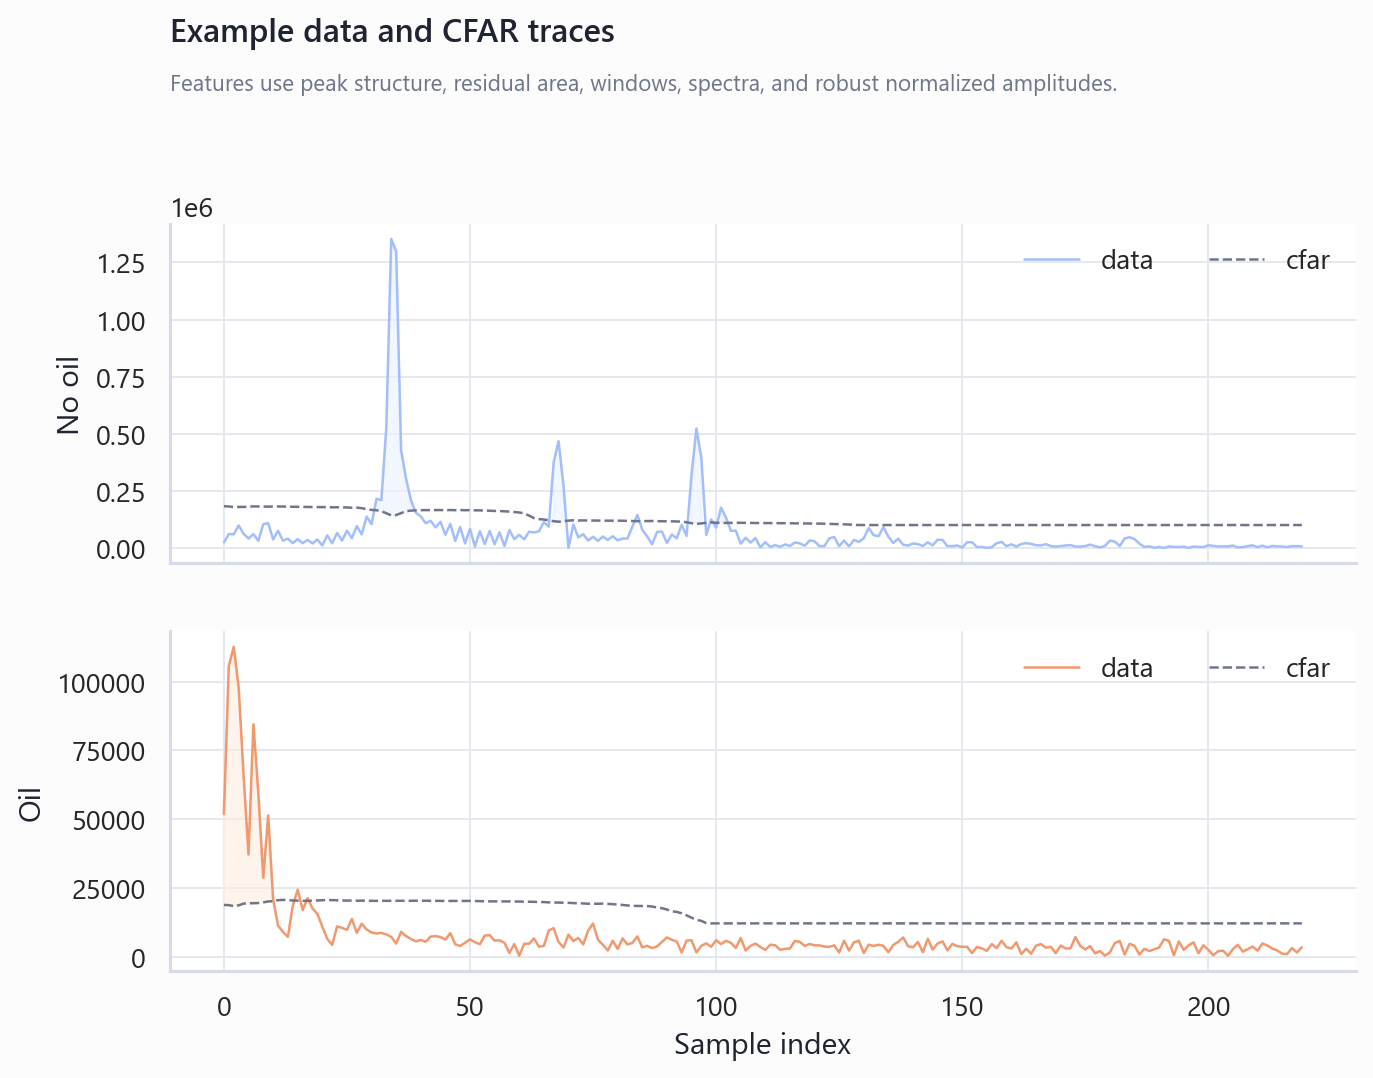 Example data and CFAR traces
Features use peak structure, residual area, windows, spectra, and robust normalized amplitudes.
1e6
data cfar
1.25
1.00
0.75
0.50
0.25
0.00
No oil
data cfar
100000
75000
50000
25000
0
Oil
0 50 100 150 200
Sample index